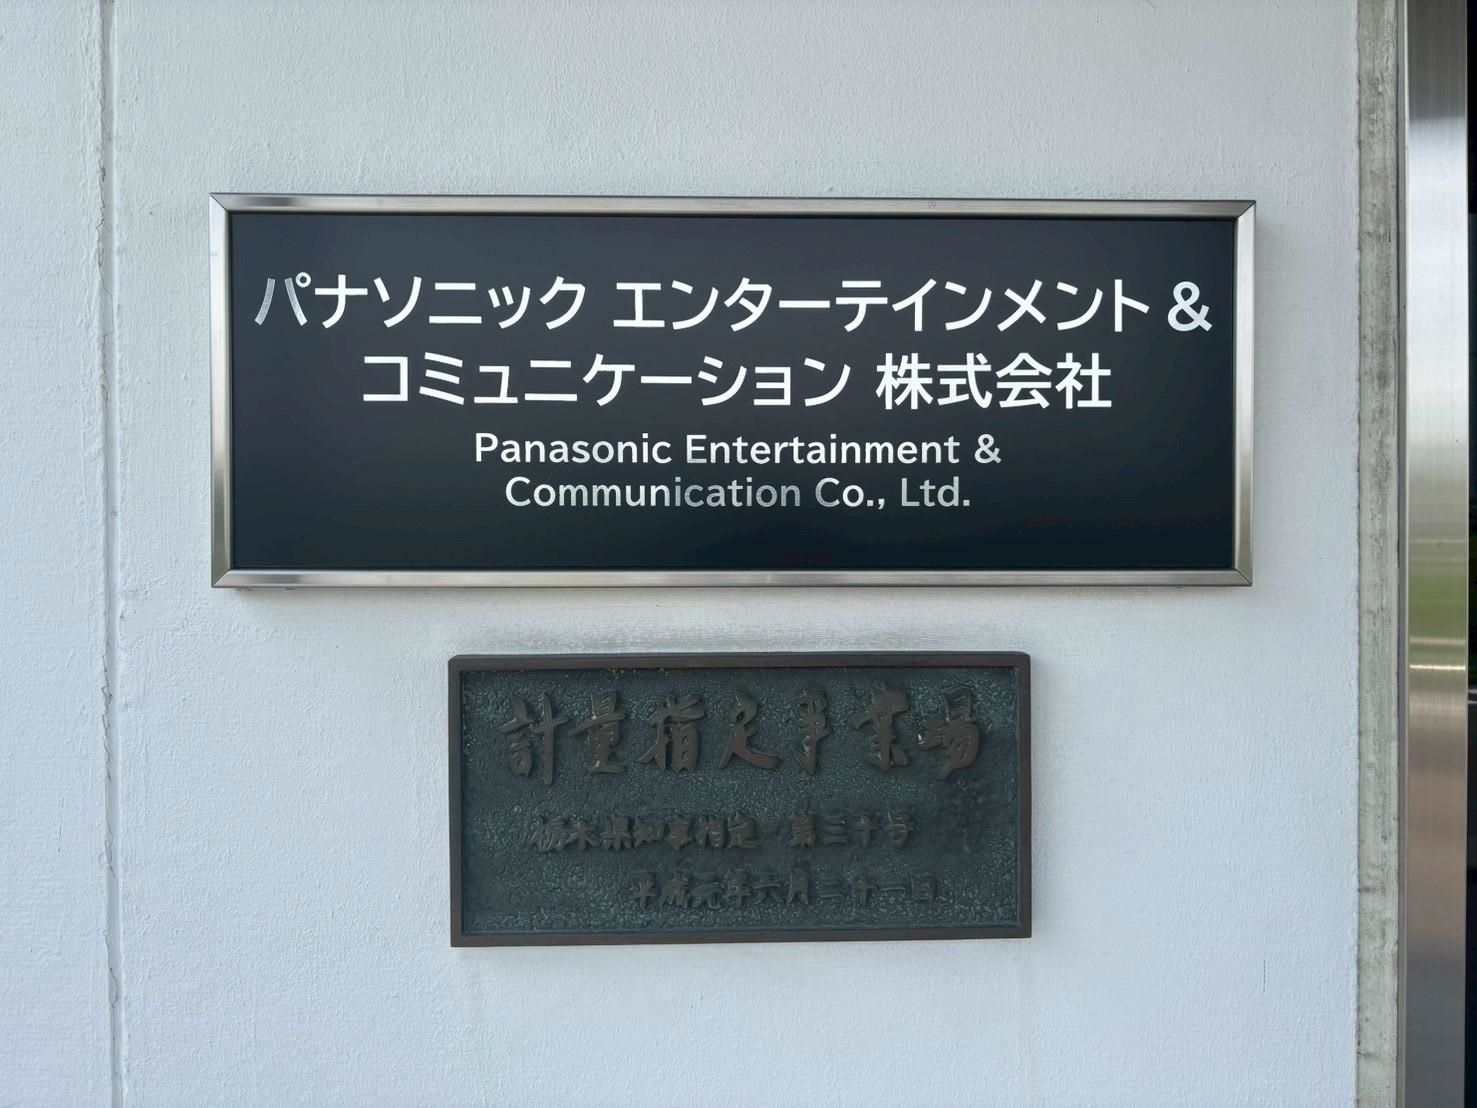 パナソニック エンターテインメント &
コミュニケーション 株式会社
Panasonic Entertainment &
Communication Co., Ltd.
計量指定事業場
栃木県知事指定 第三十号
平成元年六月二十一日